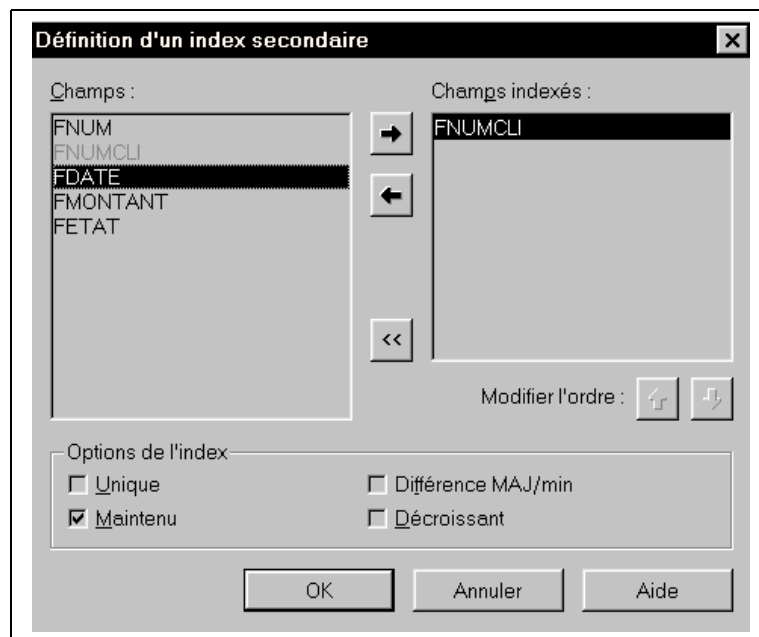 Définition d'un index secondaire
Champs :
FNUM
FNUMCLI
FDATE
FMONTANT
FETAT
<<
Champs indexés :
FNUMCLI
Modifier l'ordre :
Options de l'index
Unique
Différence MAJ/min
Maintenu
Décroissant
OK
Annuler
Aide